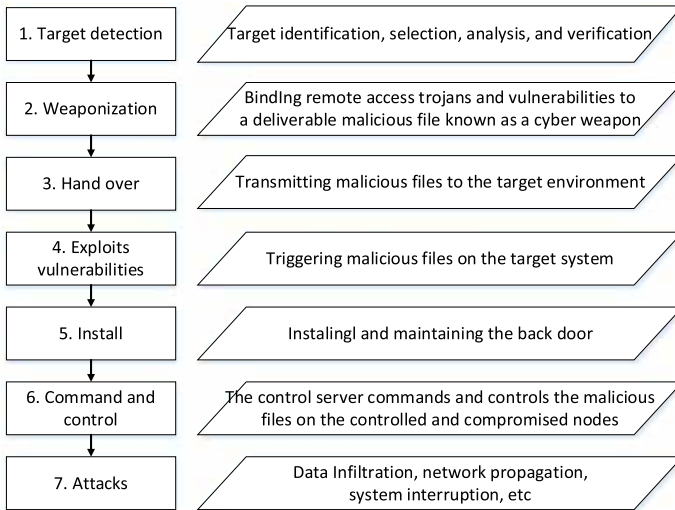 1. Target detection
Target identification, selection, analysis, and verification
2. Weaponization
BindIng remote access trojans and vulnerabilities to
a deliverable malicious file known as a cyber weapon
3. Hand over
Transmitting malicious files to the target environment
4. Exploits
vulnerabilities
Triggering malicious files on the target system
5. Install
Instalingl and maintaining the back door
6. Command and
control
The control server commands and controls the malicious
files on the controlled and compromised nodes
7. Attacks
Data Infiltration, network propagation,
system interruption, etc